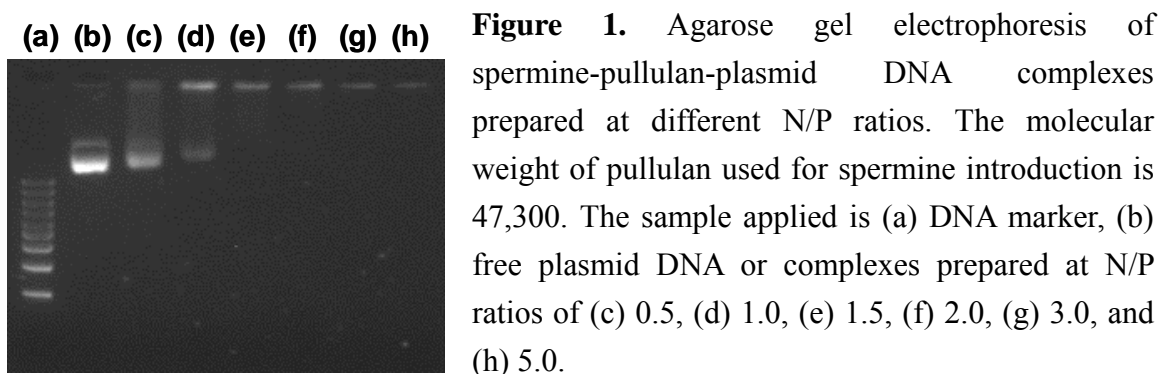 (a) (b) (c) (d) (e) (f) (g) (h)
Figure 1. Agarose gel electrophoresis of
spermine-pullulan-plasmid DNA complexes
prepared at different N/P ratios. The molecular
weight of pullulan used for spermine introduction is
47,300. The sample applied is (a) DNA marker, (b)
free plasmid DNA or complexes prepared at N/P
ratios of (c) 0.5, (d) 1.0, (e) 1.5, (f) 2.0, (g) 3.0, and
(h) 5.0.